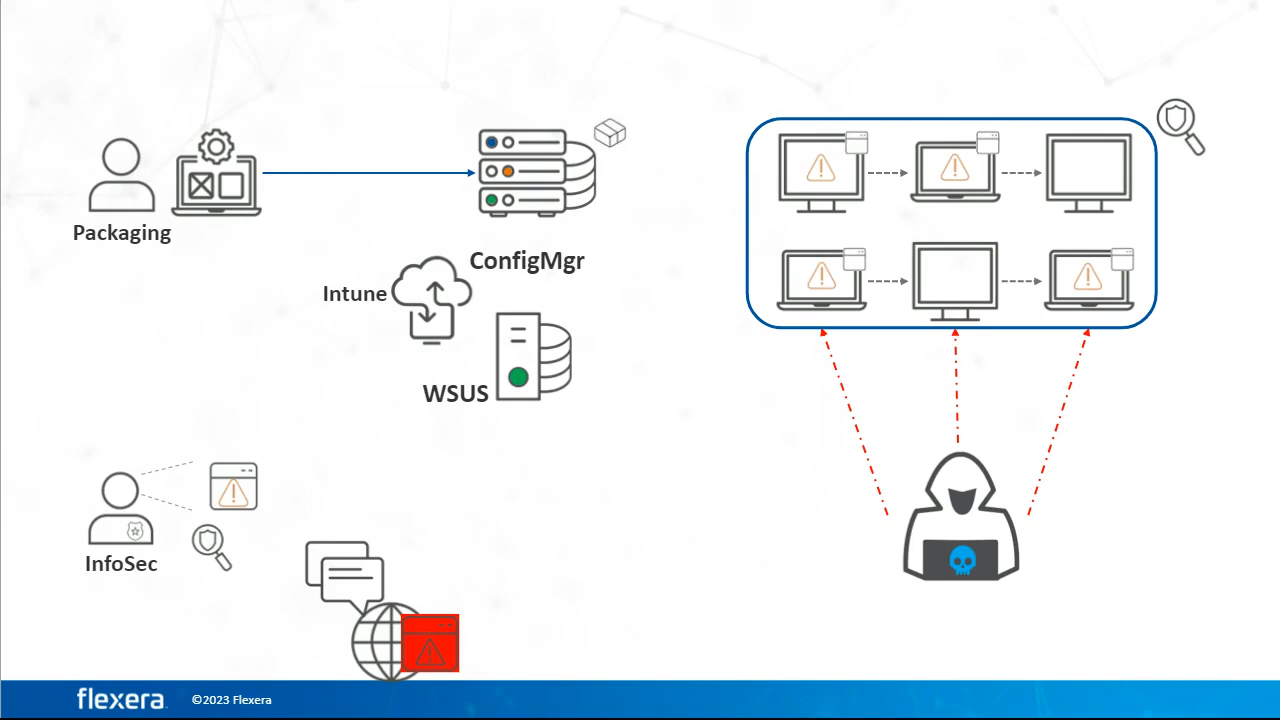 Packaging
ConfigMgr
Intune
WSUS
InfoSec
flexera
©2023 Flexera